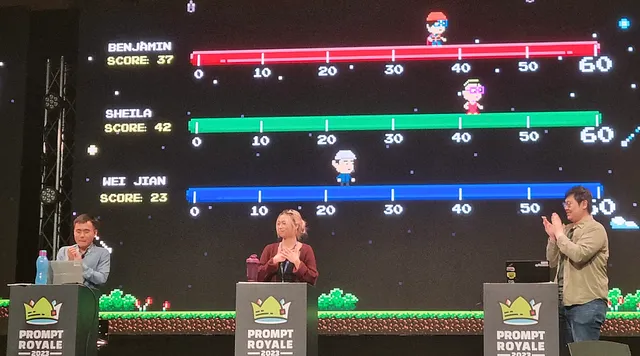 BENJAMIN
SCORE: 37
0 10 20 30 40 50 60
SHEILA
SCORE: 42
0 10 20 30 40 50 60
WEI JIAN
SCORE: 23
0 10 20 30 40 50 60
PROMPT
ROYALE
2023
PROMPT
ROYALE
2023
PROMPT
ROYALE
2023